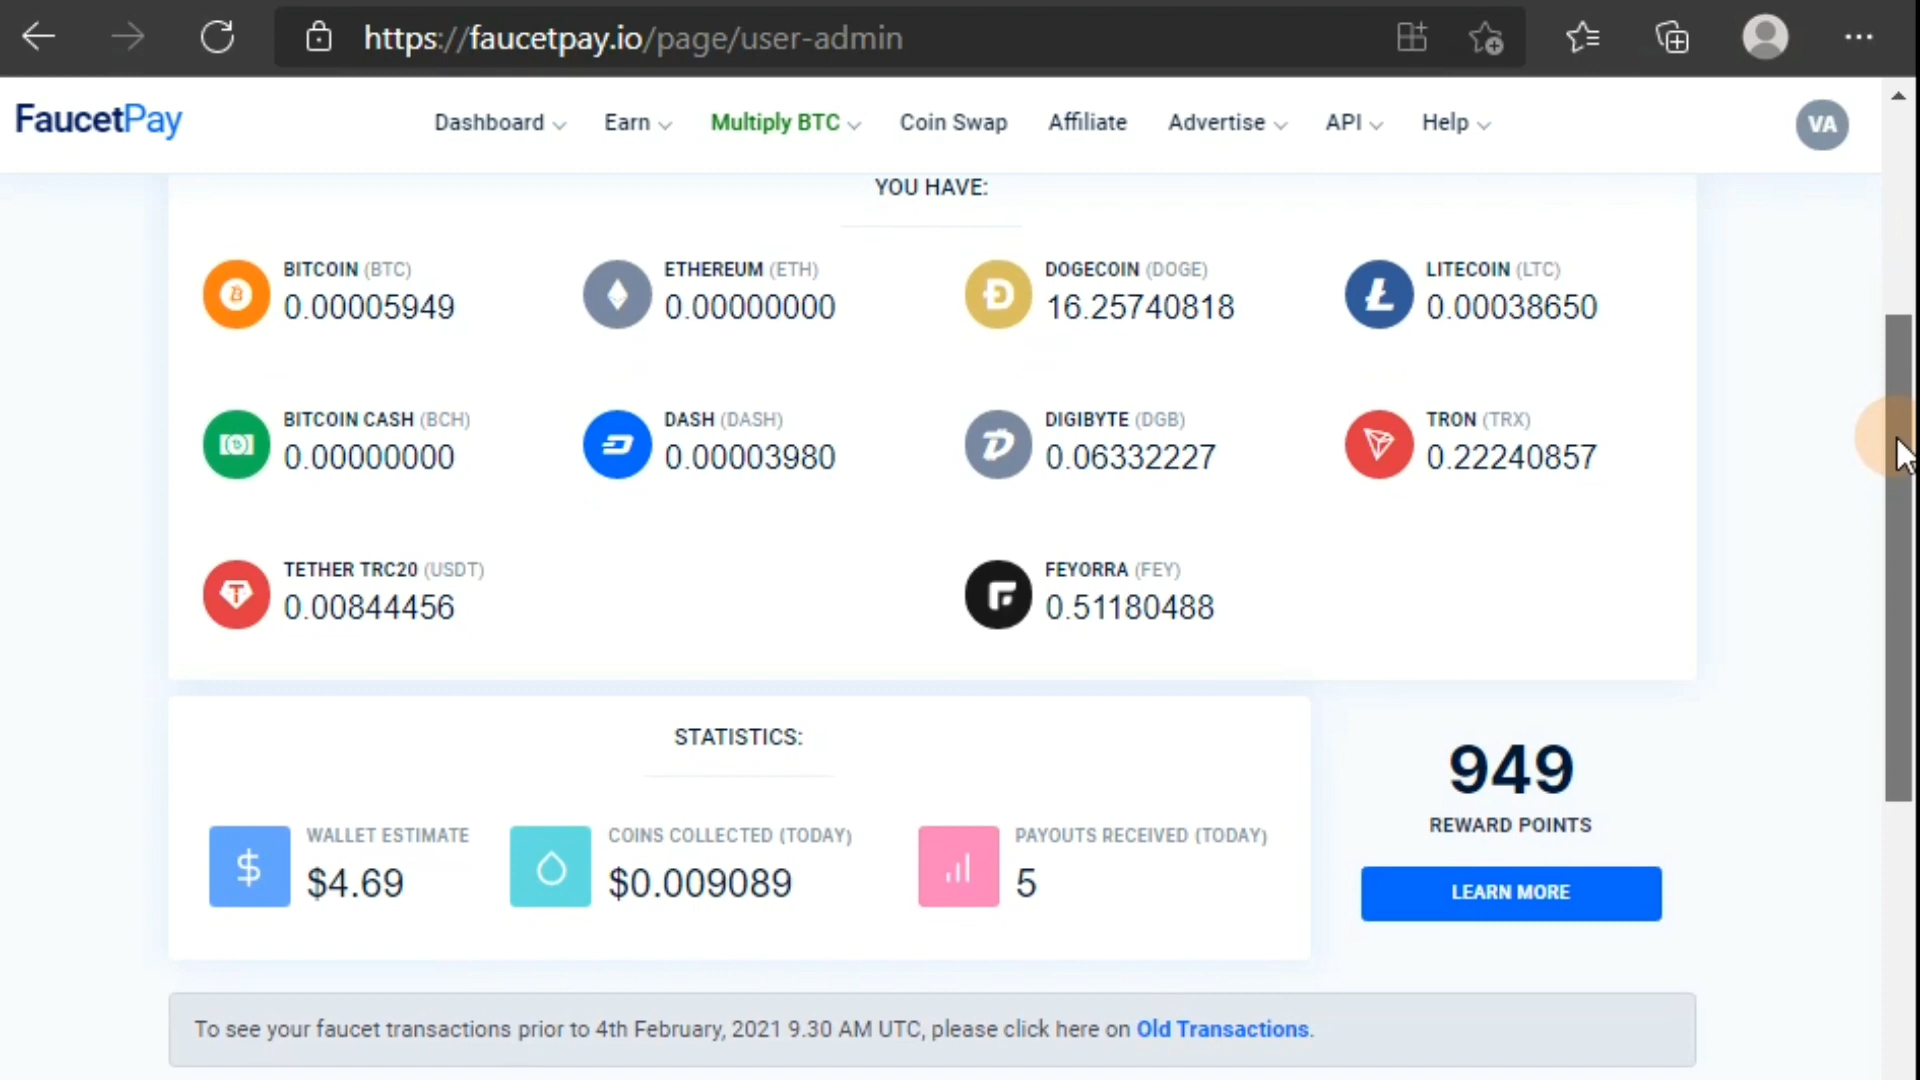 https://faucetpay.io/page/user-admin
FaucetPay
Dashboard Earn Multiply BTC Coin Swap Affiliate Advertise API Help VA
YOU HAVE:
BITCOIN (BTC) ETHEREUM (ETH) DOGECOIN (DOGE) LITECOIN (LTC)
0.00005949 0.00000000 16.25740818 0.00038650
BITCOIN CASH (BCH) DASH (DASH) DIGIBYTE (DGB) TRON (TRX)
0.00000000 0.00003980 0.06332227 0.22240857
TETHER TRC20 (USDT) FEYORRA (FEY)
0.00844456 0.51180488
STATISTICS:
949
REWARD POINTS
WALLET ESTIMATE COINS COLLECTED (TODAY) PAYOUTS RECEIVED (TODAY)
$4.69 $0.009089 5
LEARN MORE
To see your faucet transactions prior to 4th February, 2021 9.30 AM UTC, please click here on Old Transactions.